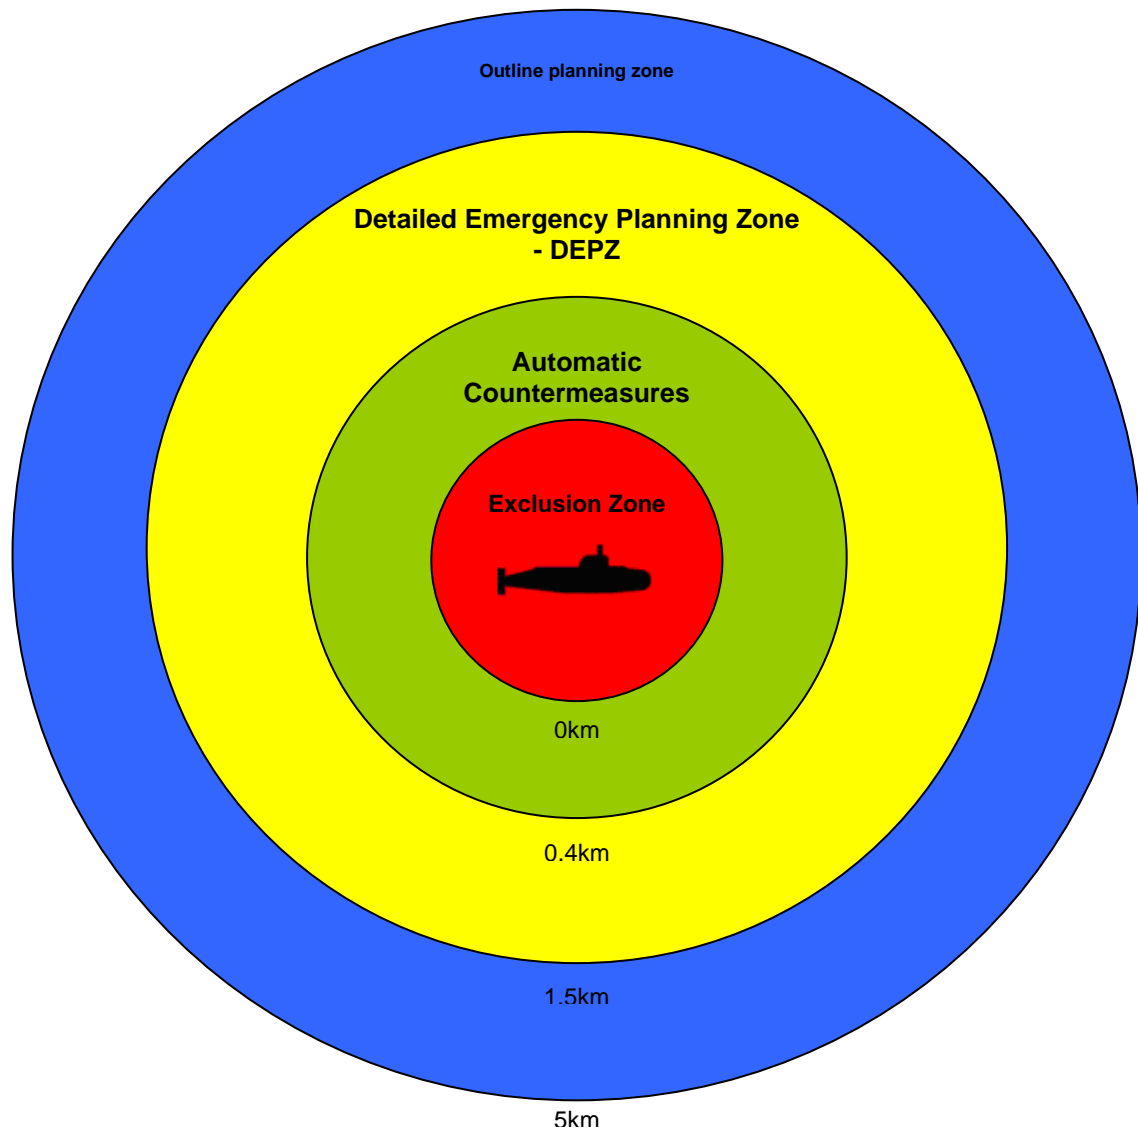 Outline planning zone
Detailed Emergency Planning Zone
- DEPZ
Automatic
Countermeasures
Exclusion Zone
0km
0.4km
1.5km
5km